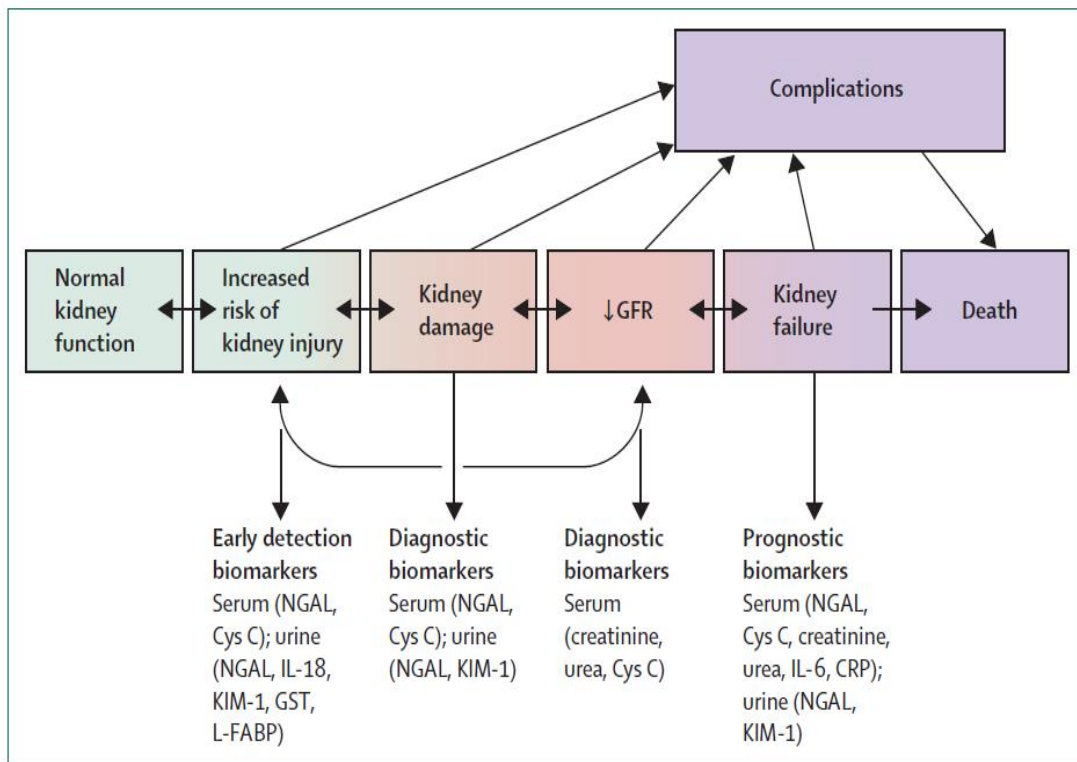 Complications
Normal
kidney
function
Increased
risk of
kidney injury
Kidney
damage
↓GFR
Kidney
failure
Death
Early detection
biomarkers
Serum (NGAL,
Cys C); urine
(NGAL, IL-18,
KIM-1, GST,
L-FABP)
Diagnostic
biomarkers
Serum (NGAL,
Cys C); urine
(NGAL, KIM-1)
Diagnostic
biomarkers
Serum
(creatinine,
urea, Cys C)
Prognostic
biomarkers
Serum (NGAL,
Cys C, creatinine,
urea, IL-6, CRP);
urine (NGAL,
KIM-1)